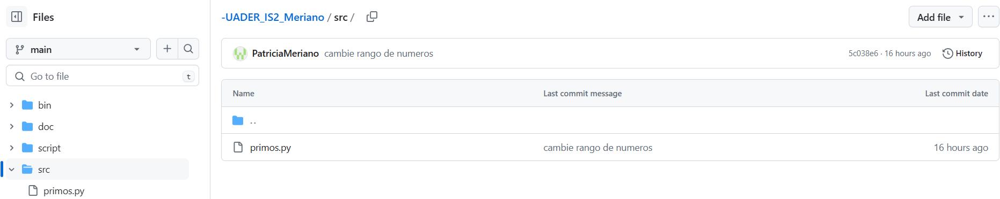 Files
main
Go to file
t
bin
doc
script
src
primos.py
-UADER_IS2_Meriano / src /
Add file
PatriciaMeriano cambie rango de numeros
5c038e6 · 16 hours ago
History
Name Last commit message Last commit date
..
primos.py cambie rango de numeros 16 hours ago